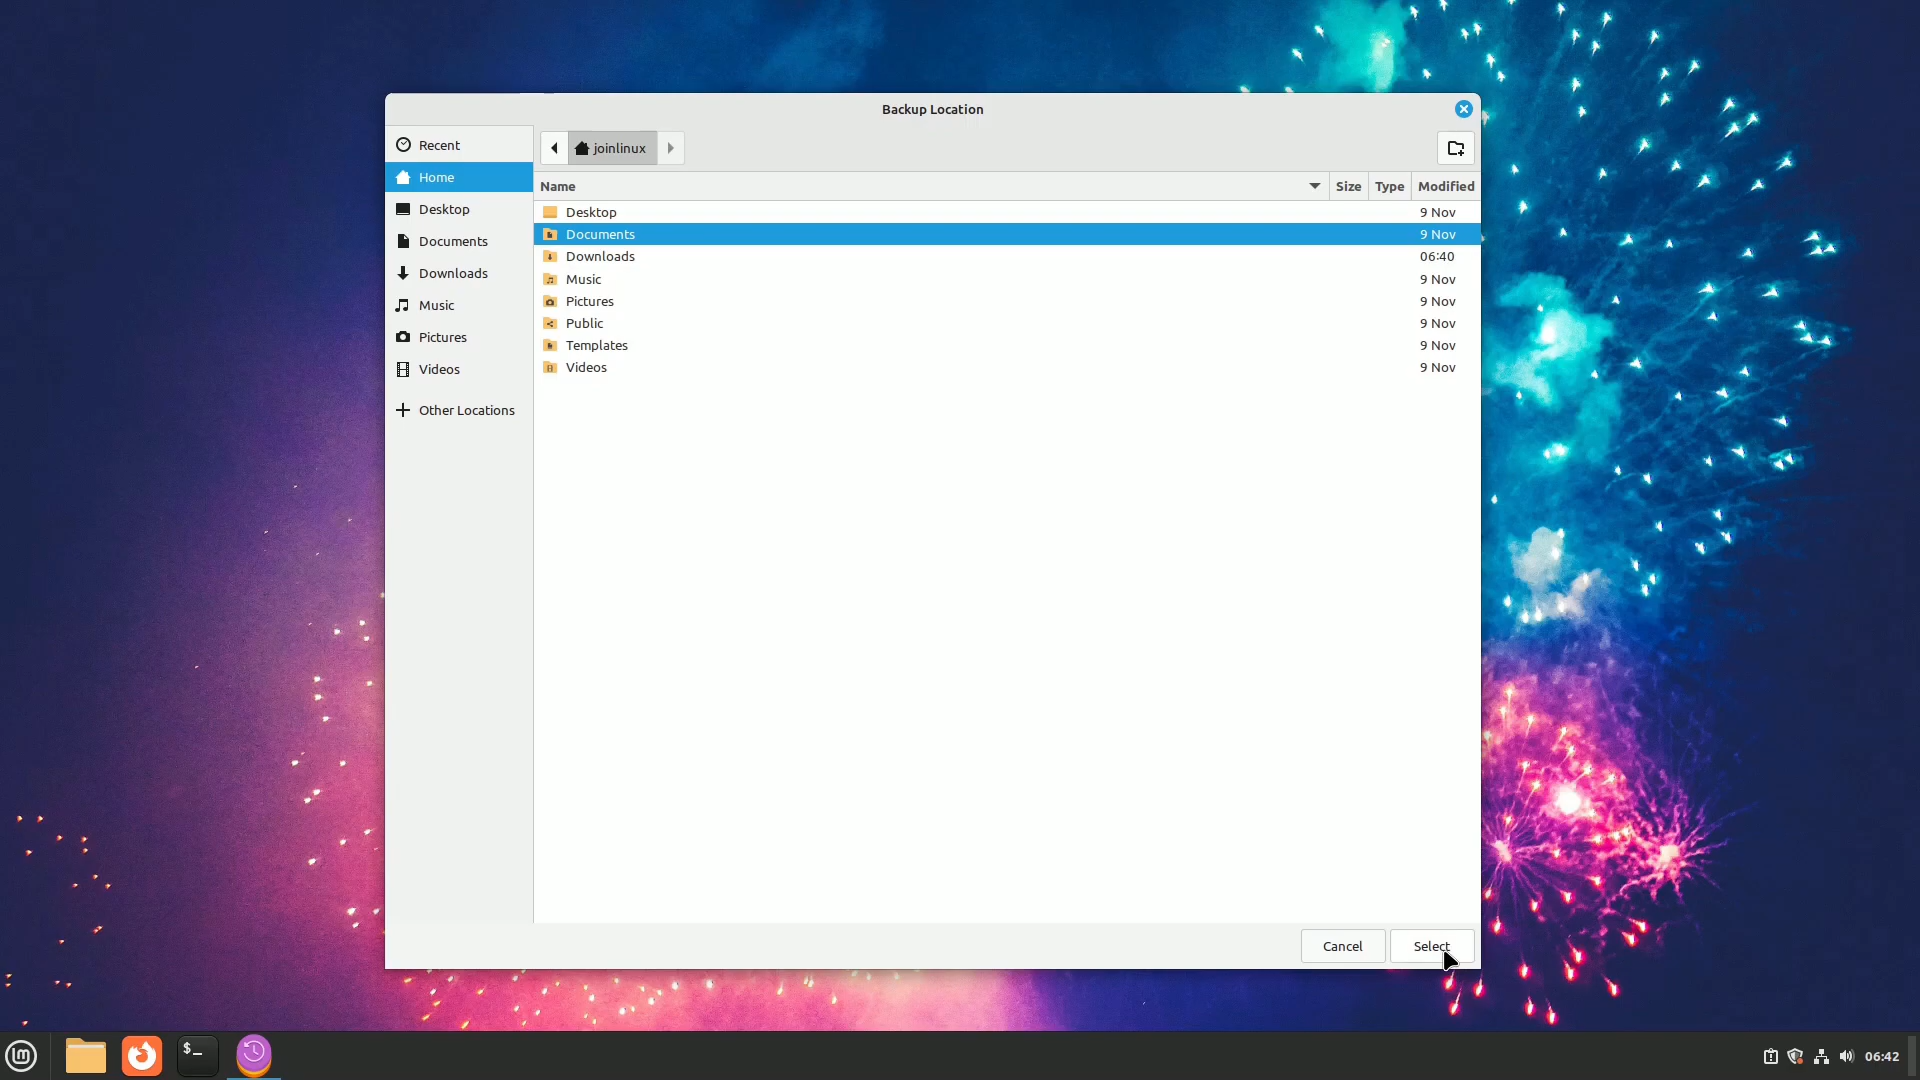 Backup Location
Recent
Home
Desktop
Documents
Downloads
Music
Pictures
Videos
Other Locations
joinlinux
Name Size Type Modified
Desktop 9 Nov
Documents 9 Nov
Downloads 06:40
Music 9 Nov
Pictures 9 Nov
Public 9 Nov
Templates 9 Nov
Videos 9 Nov
Cancel Select
$_ 06:42